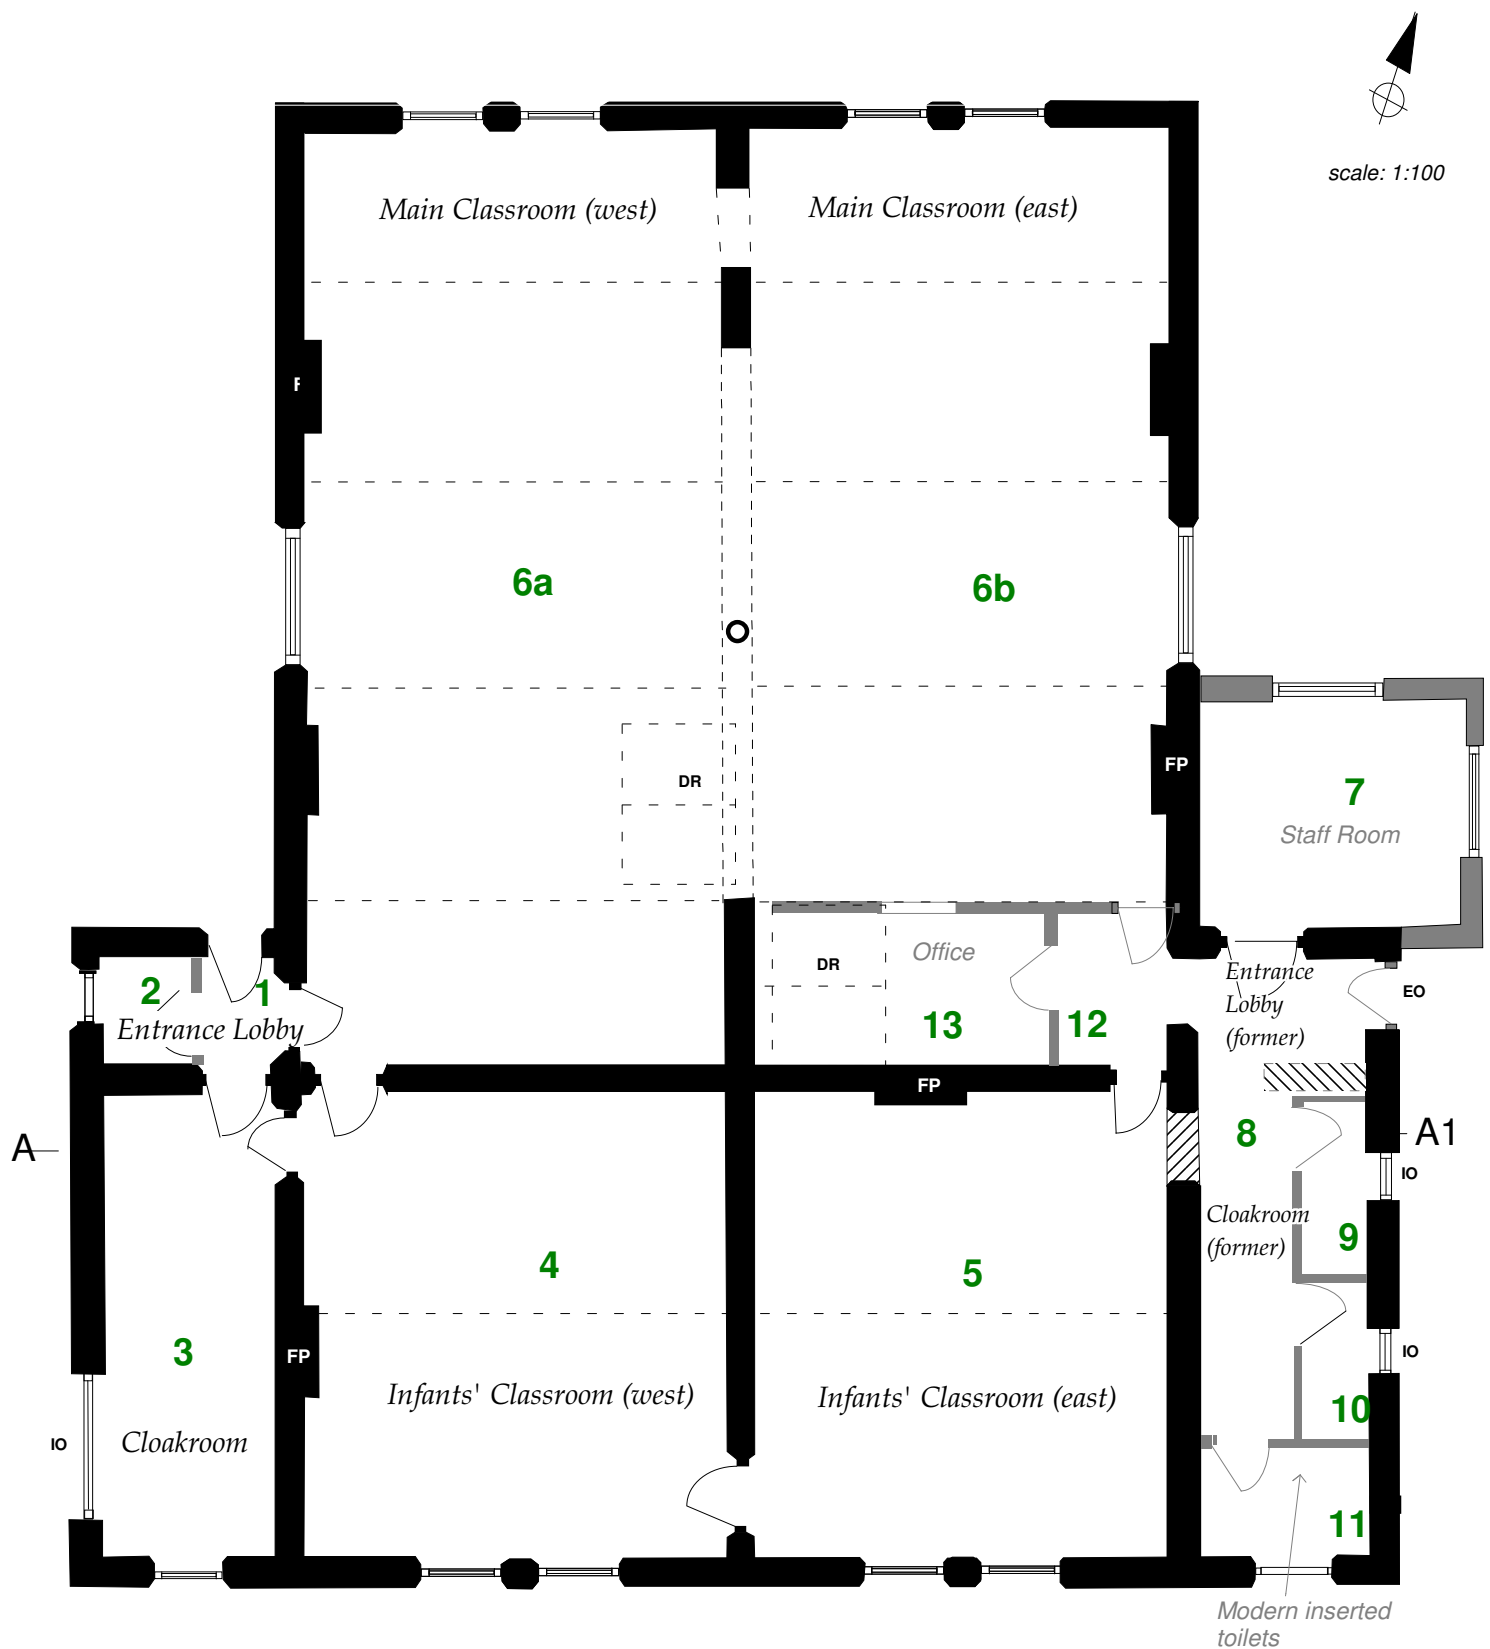 scale: 1:100
Main Classroom (west)
Main Classroom (east)
F
6a
6b
FP
DR
7
Staff Room
Office
DR
Entrance
Lobby
(former)
EO
2
1
Entrance Lobby
13
12
FP
A
8
A1
IO
Cloakroom
(former)
9
4
5
3
FP
IO
Infants' Classroom (west)
Infants' Classroom (east)
10
IO
Cloakroom
11
Modern inserted
toilets